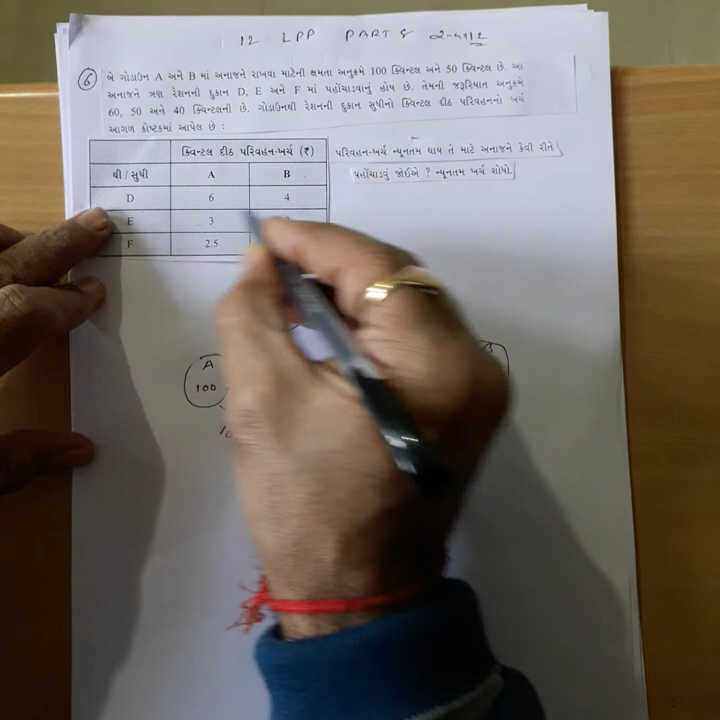 12 LPP PART 8
6 બે ગોડાઉન A અને B માં અનાજને રાખવા માટેની ક્ષમતા અનુક્રમે 100 ક્વિન્ટલ અને 50 ક્વિન્ટલ છે. આ
અનાજને ત્રણ રેશનની દુકાન D, E અને F માં પહોંચાડવાનું હોય છે. તેમની જરૂરિયાત અનુક્રમે
60, 50 અને 40 ક્વિન્ટલની છે. ગોડાઉનથી રેશનની દુકાન સુધીનો ક્વિન્ટલ દીઠ પરિવહનનો ખર્ચ
આગળ કોષ્ટકમાં આપેલ છે :
ક્વિન્ટલ દીઠ પરિવહન-ખર્ચ (₹)
થી / સુધી A B
D 6 4
E 3
F 2.5
પરિવહન-ખર્ચ ન્યૂનતમ થાય તે માટે અનાજને કેવી રીતે
પહોંચાડવું જોઈએ ? ન્યૂનતમ ખર્ચ શોધો.
A
100